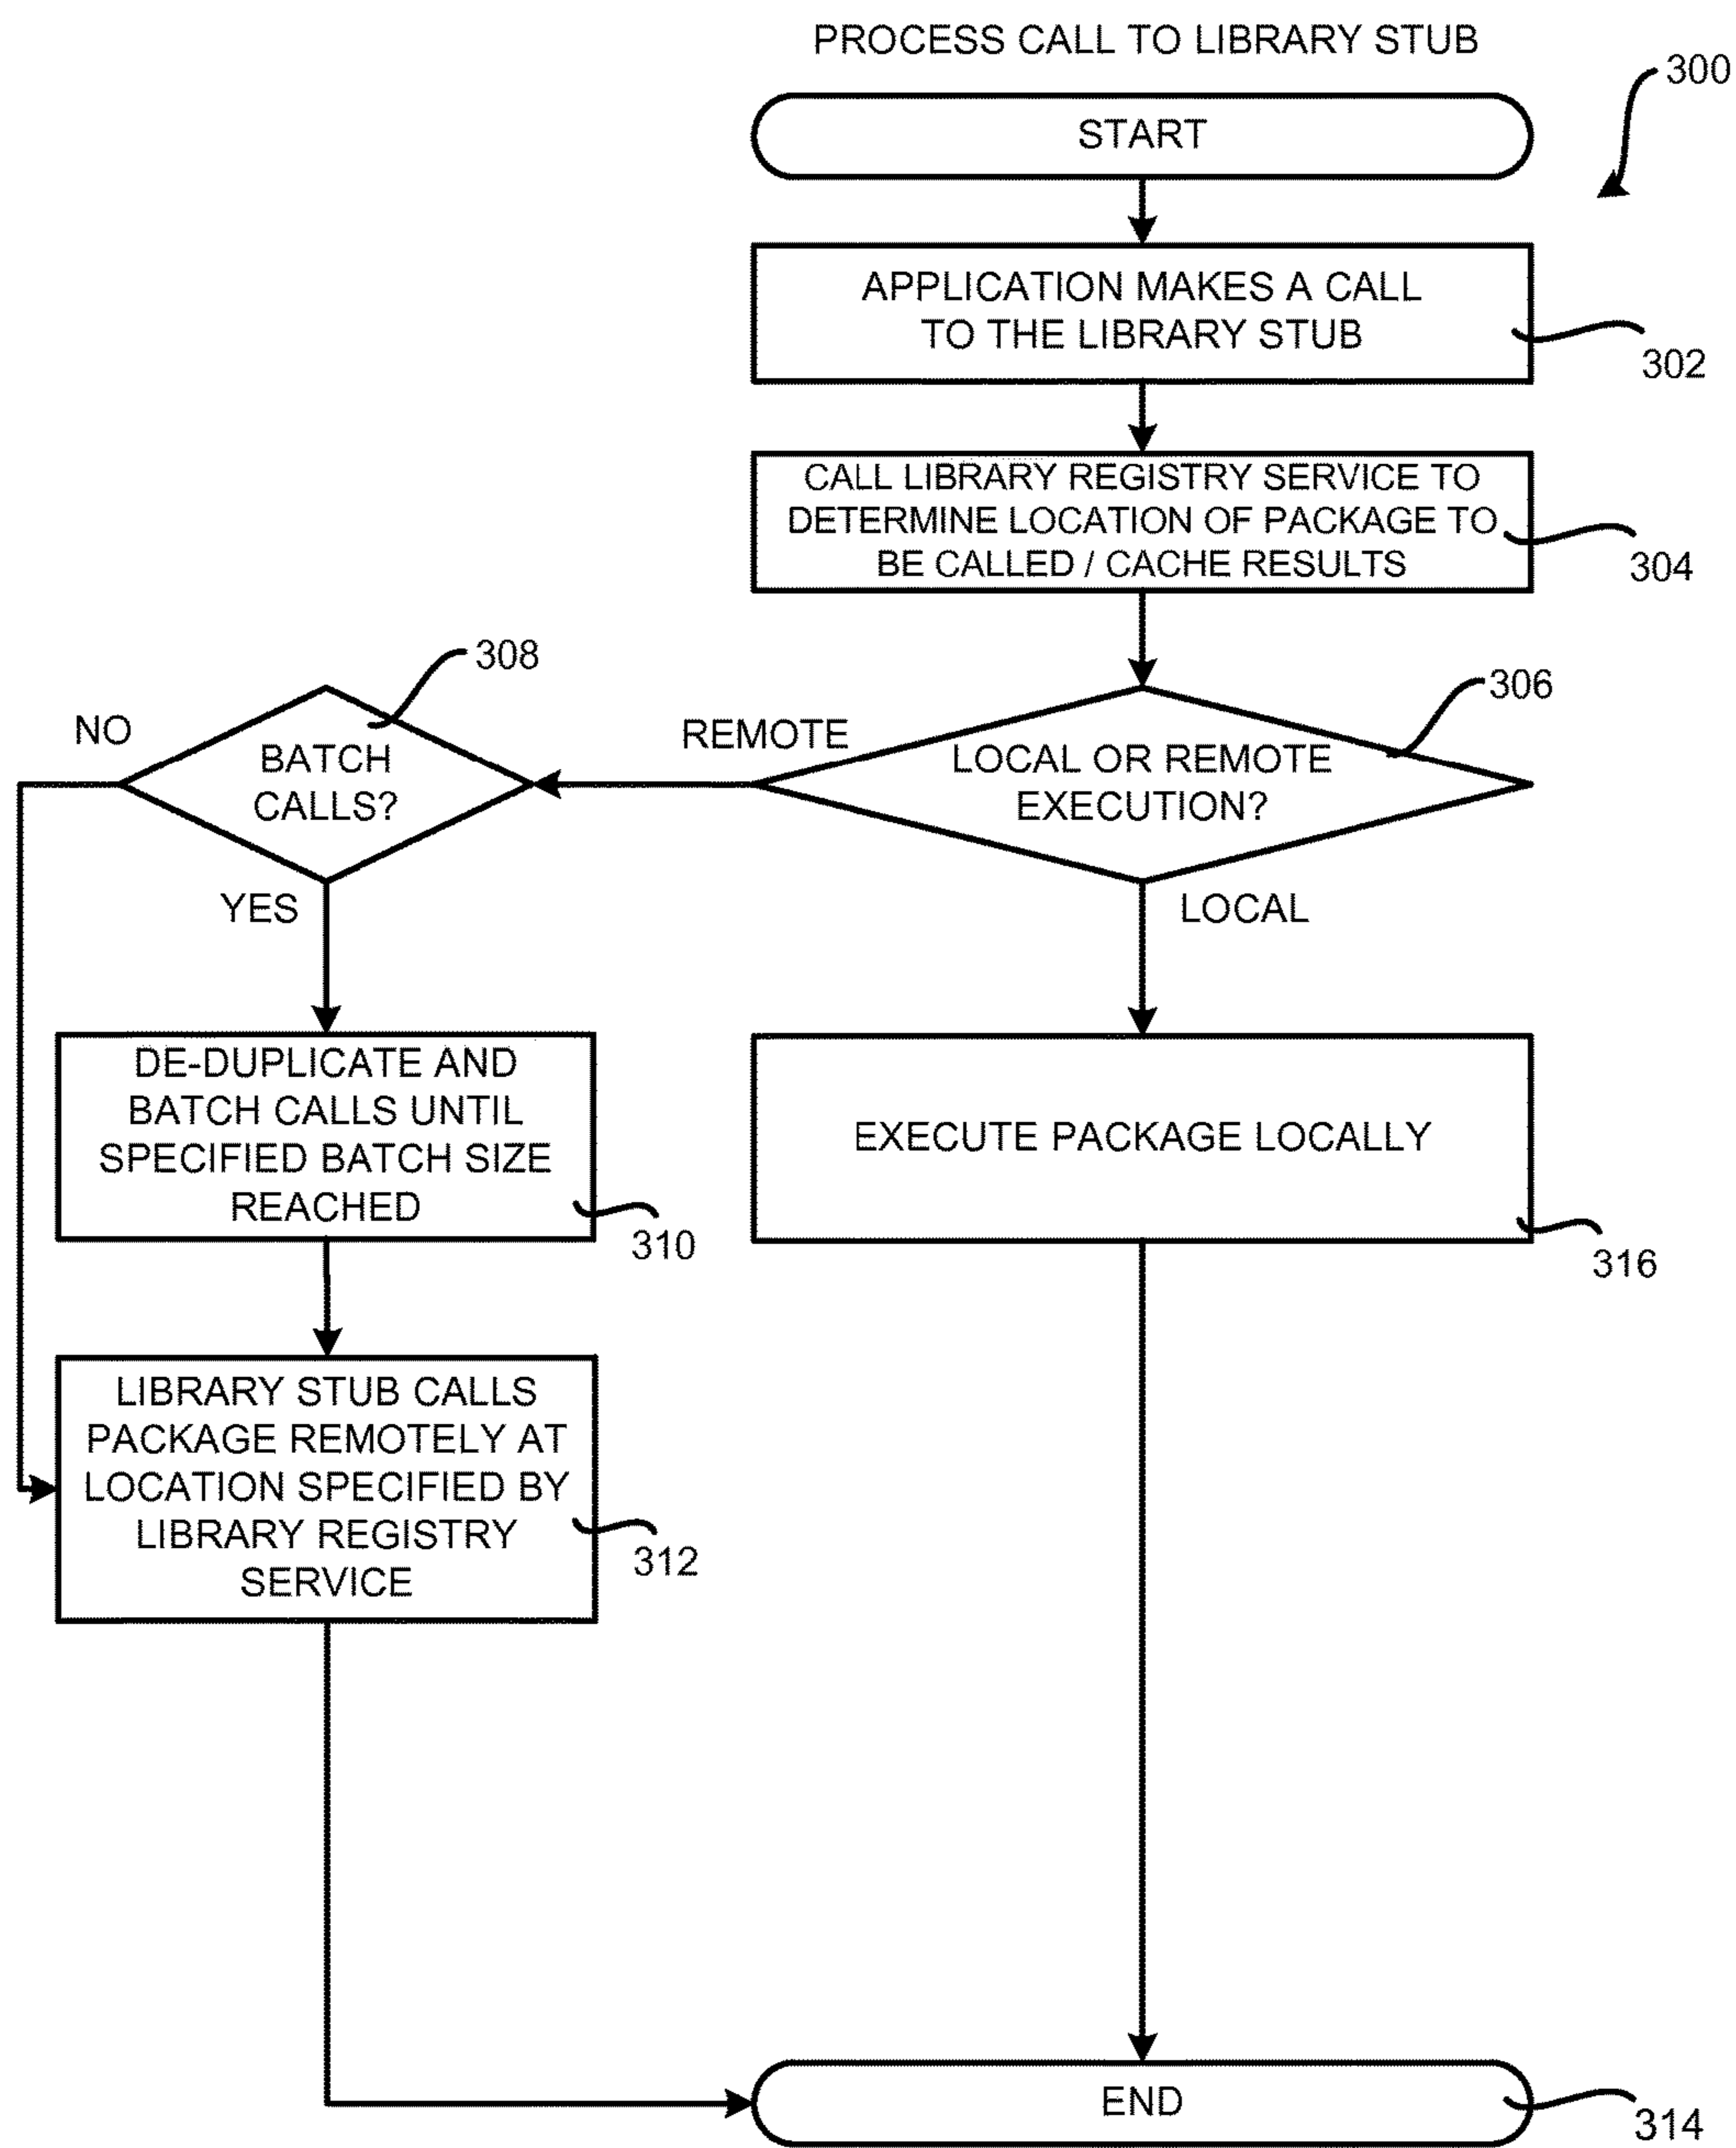 PROCESS CALL TO LIBRARY STUB
300
START
APPLICATION MAKES A CALL
TO THE LIBRARY STUB
302
CALL LIBRARY REGISTRY SERVICE TO
DETERMINE LOCATION OF PACKAGE TO
BE CALLED / CACHE RESULTS
304
308
306
NO
REMOTE
BATCH
CALLS?
LOCAL OR REMOTE
EXECUTION?
YES
LOCAL
DE-DUPLICATE AND
BATCH CALLS UNTIL
SPECIFIED BATCH SIZE
REACHED
310
EXECUTE PACKAGE LOCALLY
316
LIBRARY STUB CALLS
PACKAGE REMOTELY AT
LOCATION SPECIFIED BY
LIBRARY REGISTRY
SERVICE
312
END
314